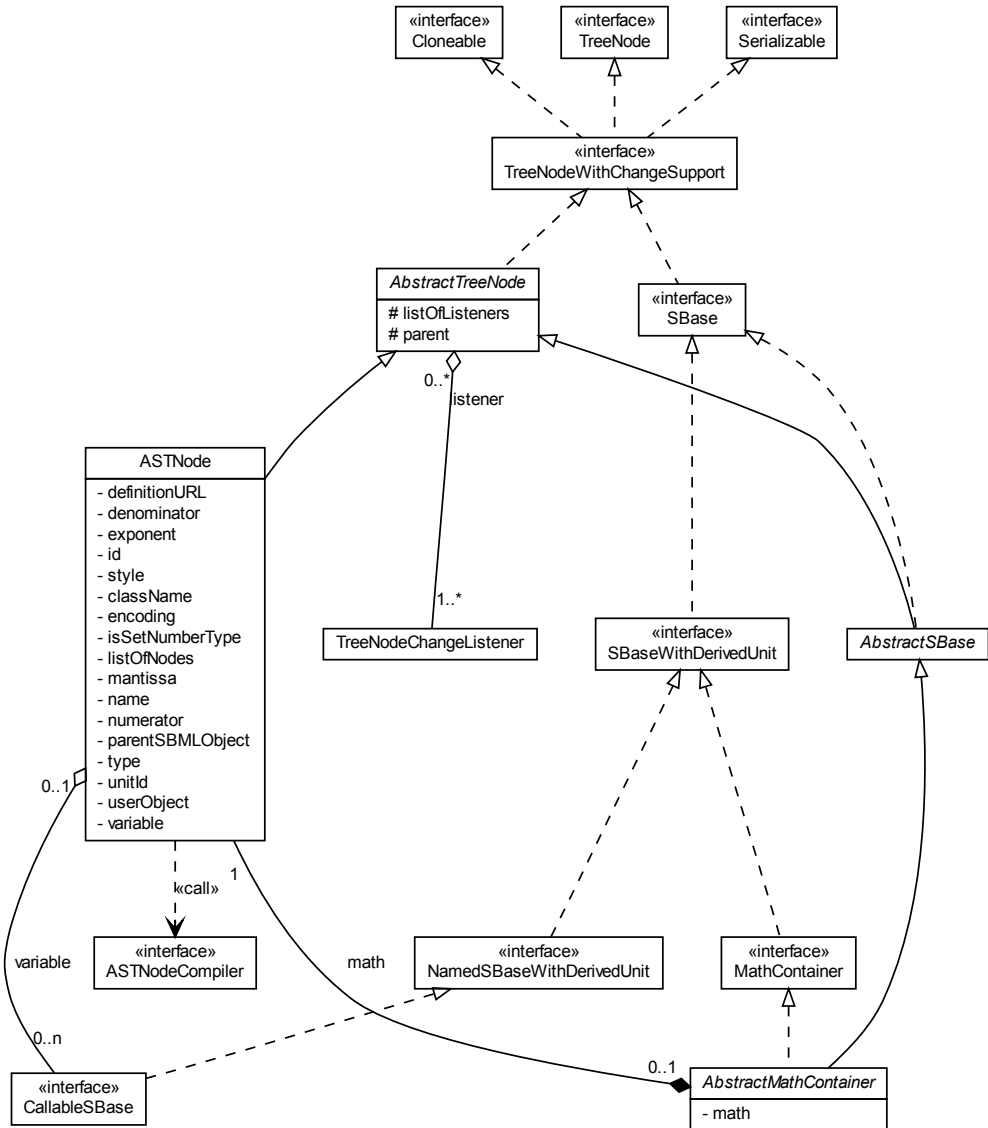 «interface»
Cloneable
«interface»
TreeNode
«interface»
Serializable
«interface»
TreeNodeWithChangeSupport
AbstractTreeNode
# listOfListeners
# parent
«interface»
SBase
0..*
listener
ASTNode
- definitionURL
- denominator
- exponent
- id
- style
- className
- encoding
- isSetNumberType
- listOfNodes
- mantissa
- name
- numerator
- parentSBMLObject
- type
- unitId
- userObject
- variable
1..*
TreeNodeChangeListener
«interface»
SBaseWithDerivedUnit
AbstractSBase
0..1
«call»
1
«interface»
ASTNodeCompiler
variable
math
«interface»
NamedSBaseWithDerivedUnit
«interface»
MathContainer
0..n
«interface»
CallableSBase
0..1
AbstractMathContainer
- math